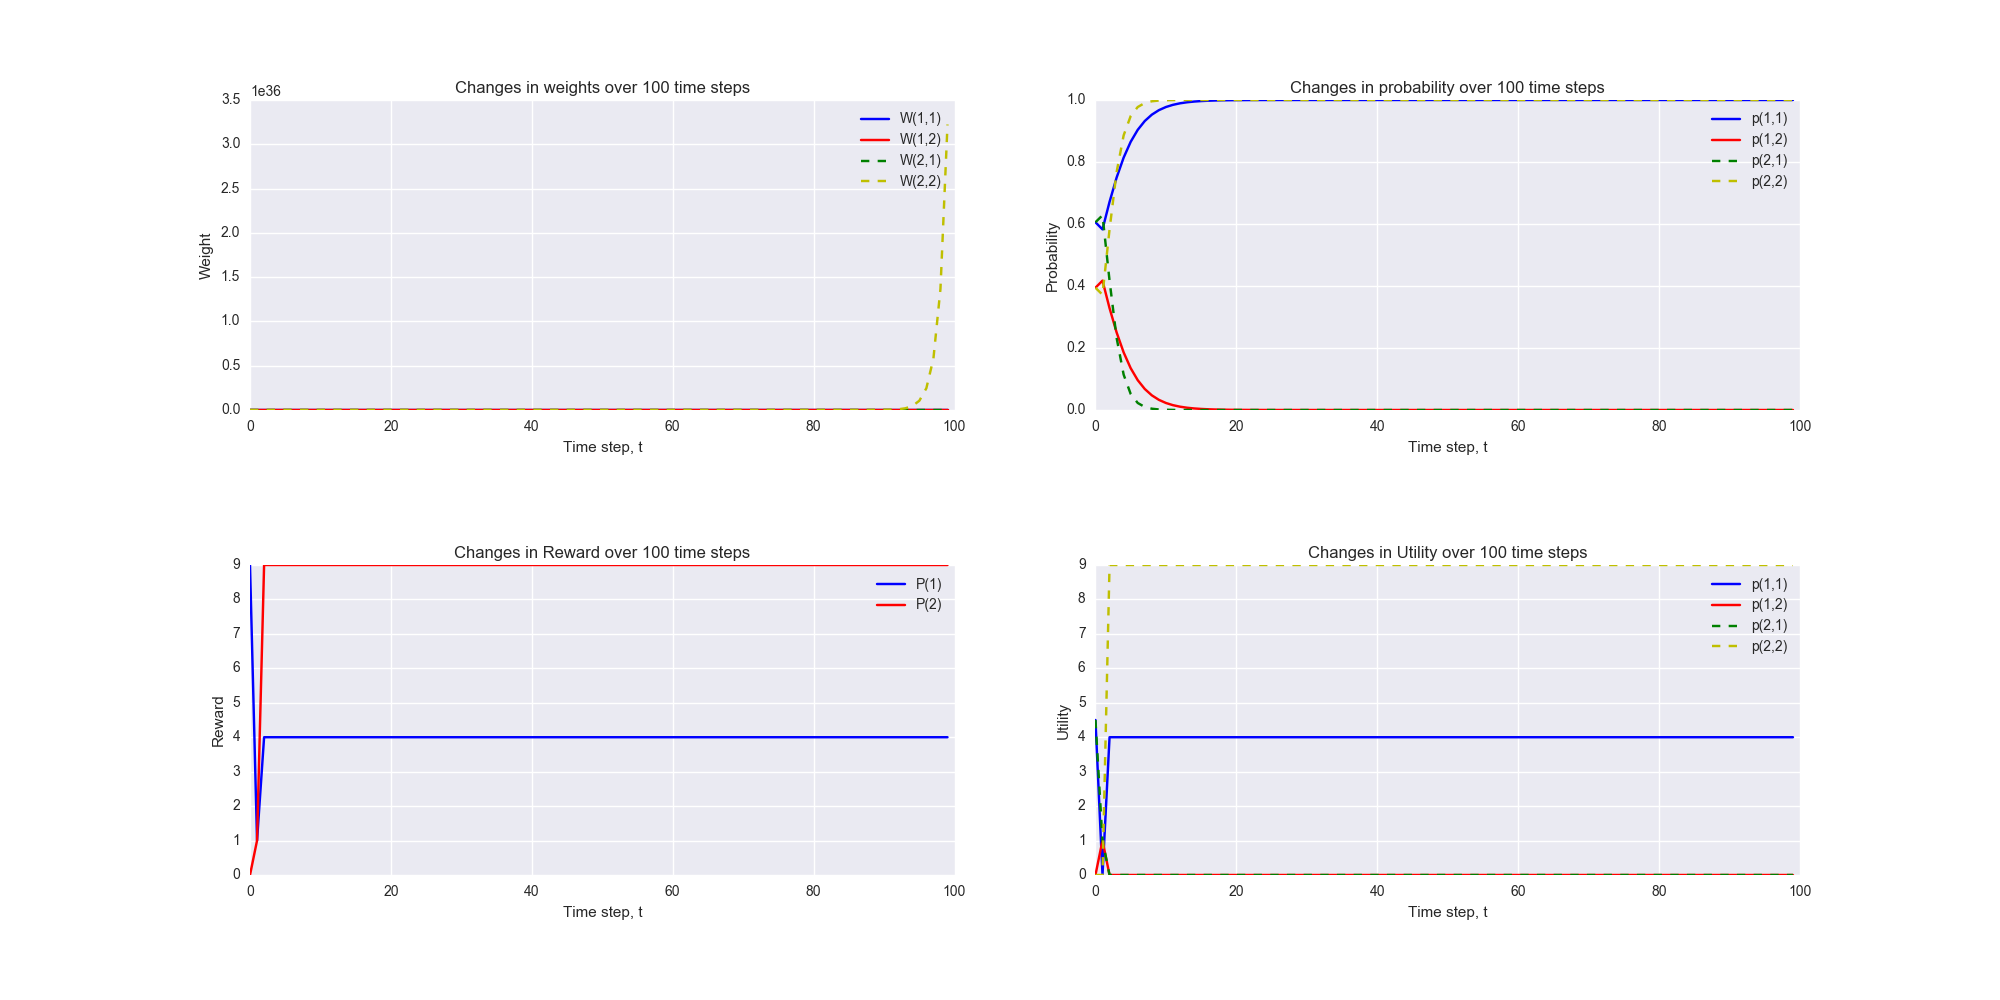 Changes in weights over 100 time steps
1e36
3.5
3.0
2.5
2.0
1.5
1.0
0.5
0.0
Weight
W(1,1)
W(1,2)
W(2,1)
W(2,2)
0 20 40 60 80 100
Time step, t
Changes in probability over 100 time steps
1.0
0.8
0.6
0.4
0.2
0.0
Probability
p(1,1)
p(1,2)
p(2,1)
p(2,2)
0 20 40 60 80 100
Time step, t
Changes in Reward over 100 time steps
9
8
7
6
5
4
3
2
1
0
Reward
P(1)
P(2)
0 20 40 60 80 100
Time step, t
Changes in Utility over 100 time steps
9
8
7
6
5
4
3
2
1
0
Utility
p(1,1)
p(1,2)
p(2,1)
p(2,2)
0 20 40 60 80 100
Time step, t